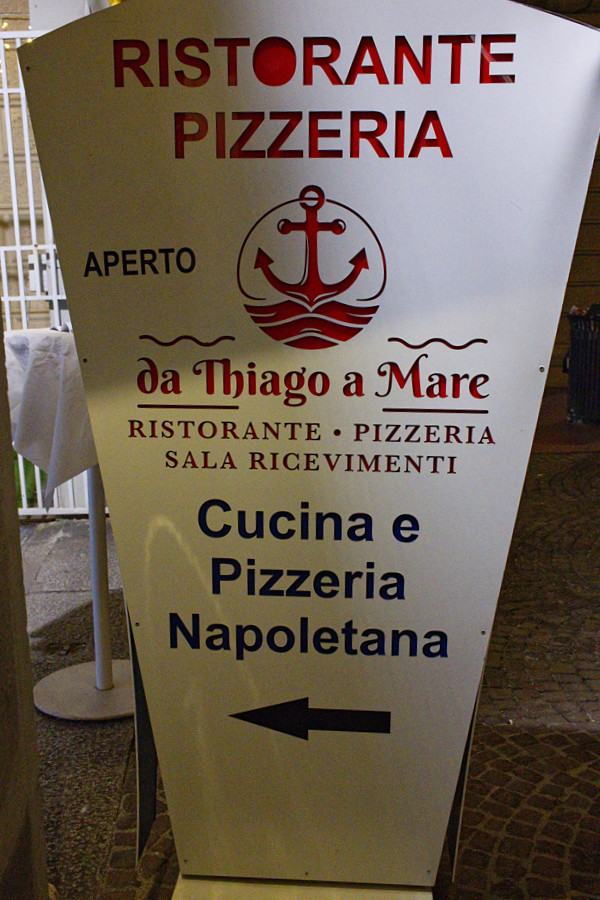 RISTORANTE
PIZZERIA
APERTO
da Thiago a Mare
RISTORANTE • PIZZERIA
SALA RICEVIMENTI
Cucina e
Pizzeria
Napoletana